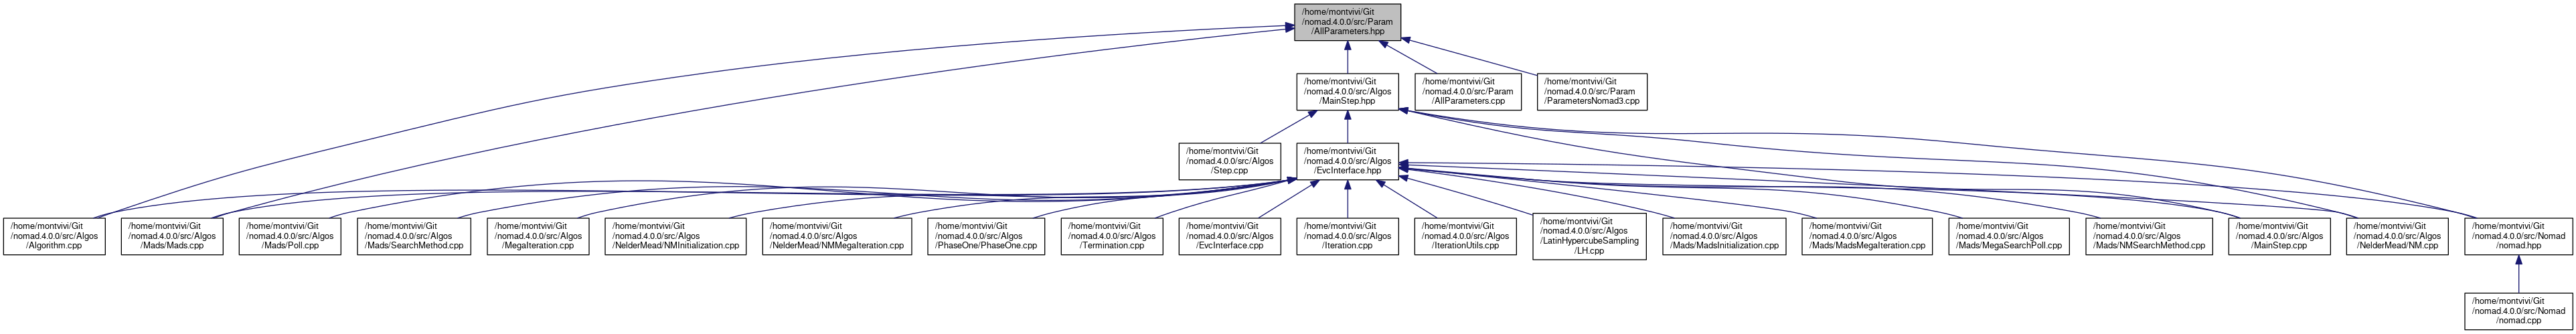 /home/montvivi/Git
/nomad.4.0.0/src/Param
/AllParameters.hpp
/home/montvivi/Git
/nomad.4.0.0/src/Algos
/MainStep.hpp
/home/montvivi/Git
/nomad.4.0.0/src/Param
/AllParameters.cpp
/home/montvivi/Git
/nomad.4.0.0/src/Param
/ParametersNomad3.cpp
/home/montvivi/Git
/nomad.4.0.0/src/Algos
/Step.cpp
/home/montvivi/Git
/nomad.4.0.0/src/Algos
/EvcInterface.hpp
/home/montvivi/Git
/nomad.4.0.0/src/Algos
/Algorithm.cpp
/home/montvivi/Git
/nomad.4.0.0/src/Algos
/Mads/Mads.cpp
/home/montvivi/Git
/nomad.4.0.0/src/Algos
/Mads/Poll.cpp
/home/montvivi/Git
/nomad.4.0.0/src/Algos
/Mads/SearchMethod.cpp
/home/montvivi/Git
/nomad.4.0.0/src/Algos
/MegaIteration.cpp
/home/montvivi/Git
/nomad.4.0.0/src/Algos
/NelderMead/NMInitialization.cpp
/home/montvivi/Git
/nomad.4.0.0/src/Algos
/NelderMead/NMMegaIteration.cpp
/home/montvivi/Git
/nomad.4.0.0/src/Algos
/PhaseOne/PhaseOne.cpp
/home/montvivi/Git
/nomad.4.0.0/src/Algos
/Termination.cpp
/home/montvivi/Git
/nomad.4.0.0/src/Algos
/EvcInterface.cpp
/home/montvivi/Git
/nomad.4.0.0/src/Algos
/Iteration.cpp
/home/montvivi/Git
/nomad.4.0.0/src/Algos
/IterationUtils.cpp
/home/montvivi/Git
/nomad.4.0.0/src/Algos
/LatinHypercubeSampling
/LH.cpp
/home/montvivi/Git
/nomad.4.0.0/src/Algos
/Mads/MadsInitialization.cpp
/home/montvivi/Git
/nomad.4.0.0/src/Algos
/Mads/MadsMegaIteration.cpp
/home/montvivi/Git
/nomad.4.0.0/src/Algos
/Mads/MegaSearchPoll.cpp
/home/montvivi/Git
/nomad.4.0.0/src/Algos
/Mads/NMSearchMethod.cpp
/home/montvivi/Git
/nomad.4.0.0/src/Algos
/MainStep.cpp
/home/montvivi/Git
/nomad.4.0.0/src/Algos
/NelderMead/NM.cpp
/home/montvivi/Git
/nomad.4.0.0/src/Nomad
/nomad.hpp
/home/montvivi/Git
/nomad.4.0.0/src/Nomad
/nomad.cpp